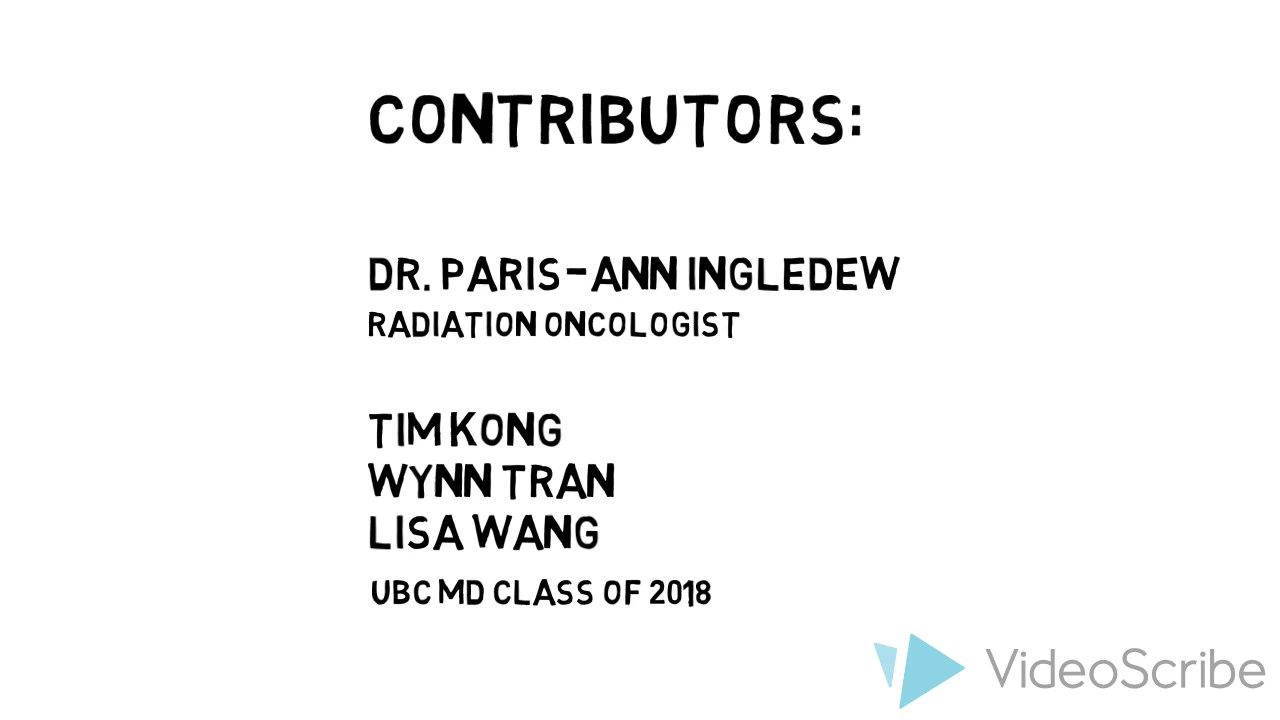 CONTRIBUTORS:
DR. PARIS-ANN INGLEDEW
RADIATION ONCOLOGIST
TIM KONG
WYNN TRAN
LISA WANG
UBC MD CLASS OF 2018
VideoScribe